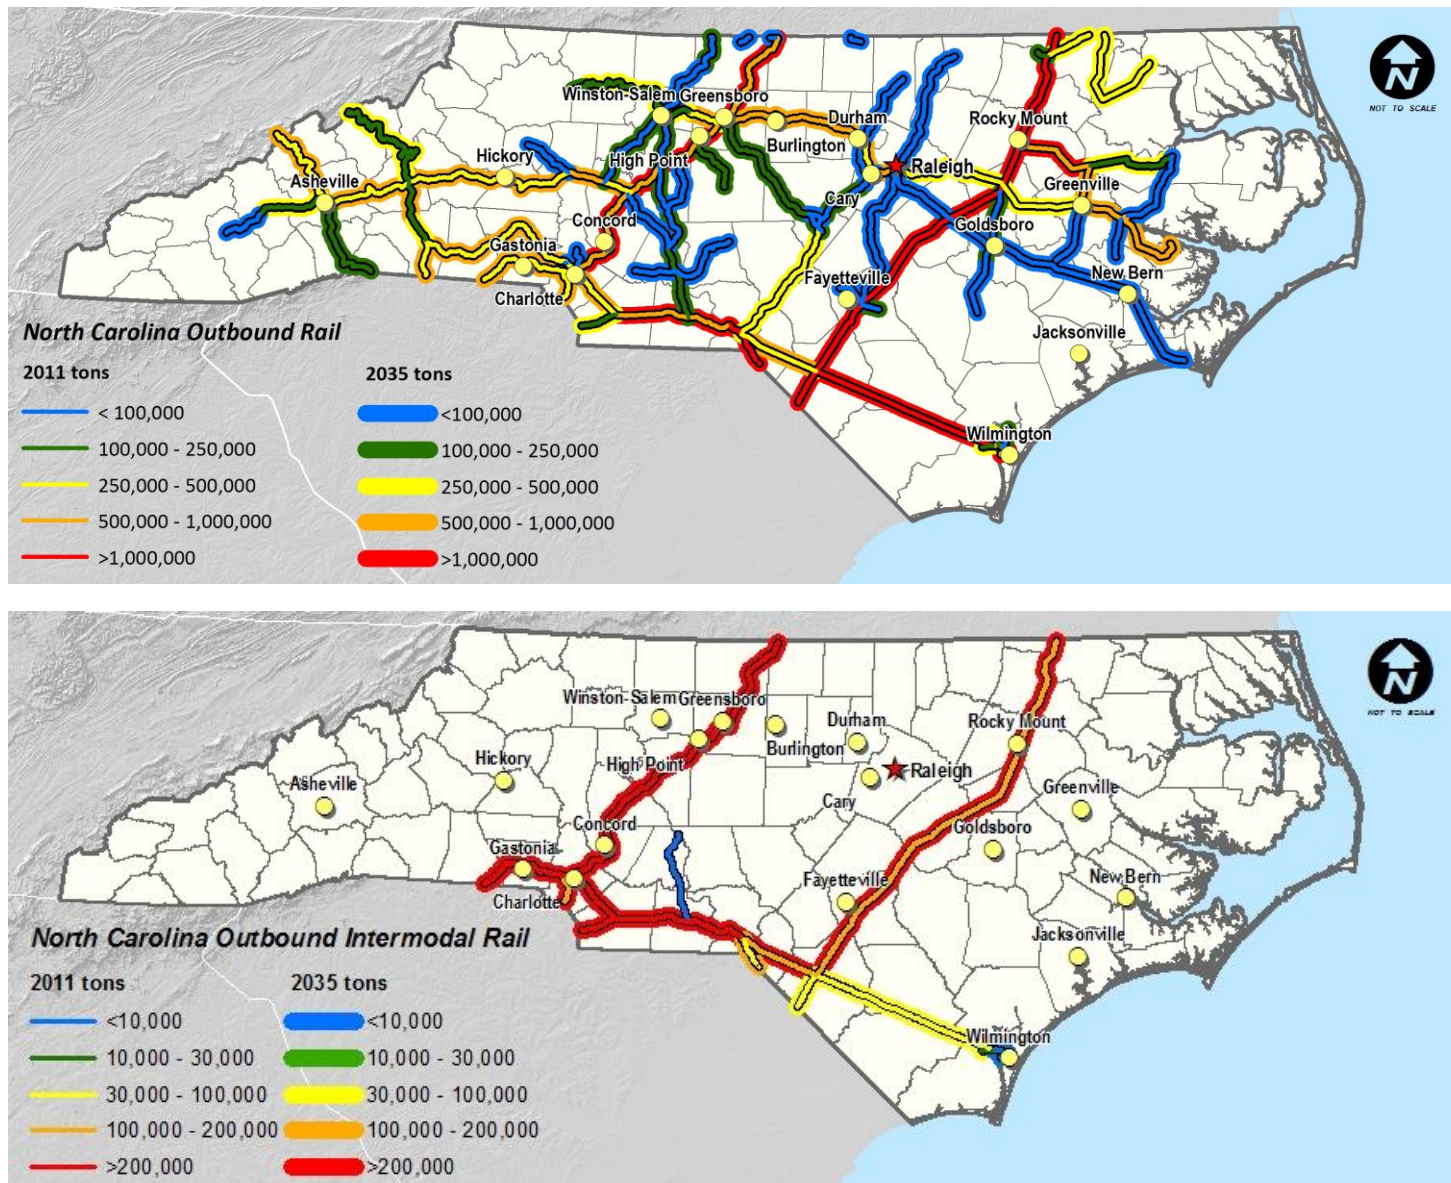 N
NOT TO SCALE
Winston-Salem Greensboro
Durham
Rocky Mount
Burlington
Hickory
High Point
Raleigh
Asheville
Greenville
Cary
Concord
Goldsboro
Gastonia
New Bern
Fayetteville
Charlotte
Jacksonville
North Carolina Outbound Rail
2011 tons
2035 tons
< 100,000
<100,000
100,000 - 250,000
100,000 - 250,000
Wilmington
250,000 - 500,000
250,000 - 500,000
500,000 - 1,000,000
500,000 - 1,000,000
>1,000,000
>1,000,000
N
NOT TO SCALE
Winston-Salem Greensboro
Durham
Rocky Mount
Burlington
Hickory
High Point
Raleigh
Asheville
Greenville
Cary
Concord
Goldsboro
Gastonia
New Bern
Fayetteville
Charlotte
Jacksonville
North Carolina Outbound Intermodal Rail
2011 tons
2035 tons
<10,000
<10,000
Wilmington
10,000 - 30,000
10,000 - 30,000
30,000 - 100,000
30,000 - 100,000
100,000 - 200,000
100,000 - 200,000
>200,000
>200,000